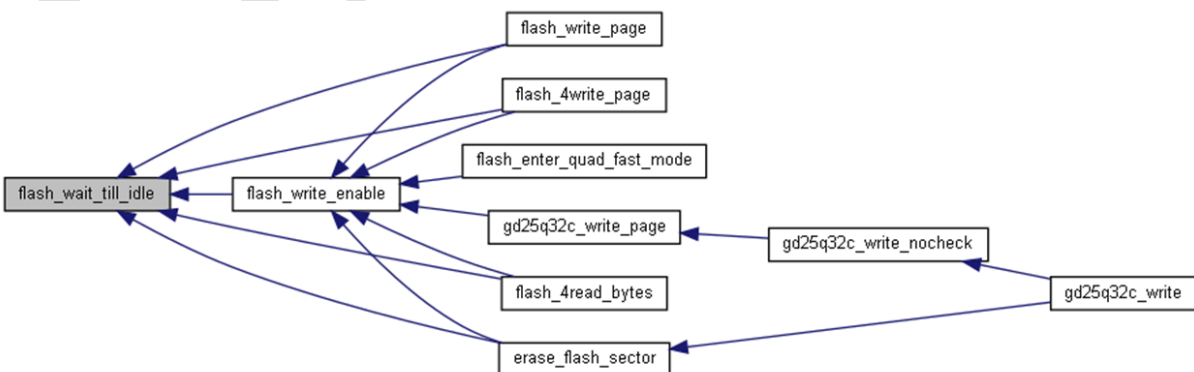 flash_write_page
flash_4write_page
flash_enter_quad_fast_mode
flash_wait_till_idle
flash_write_enable
gd25q32c_write_page
gd25q32c_write_nocheck
flash_4read_bytes
gd25q32c_write
erase_flash_sector